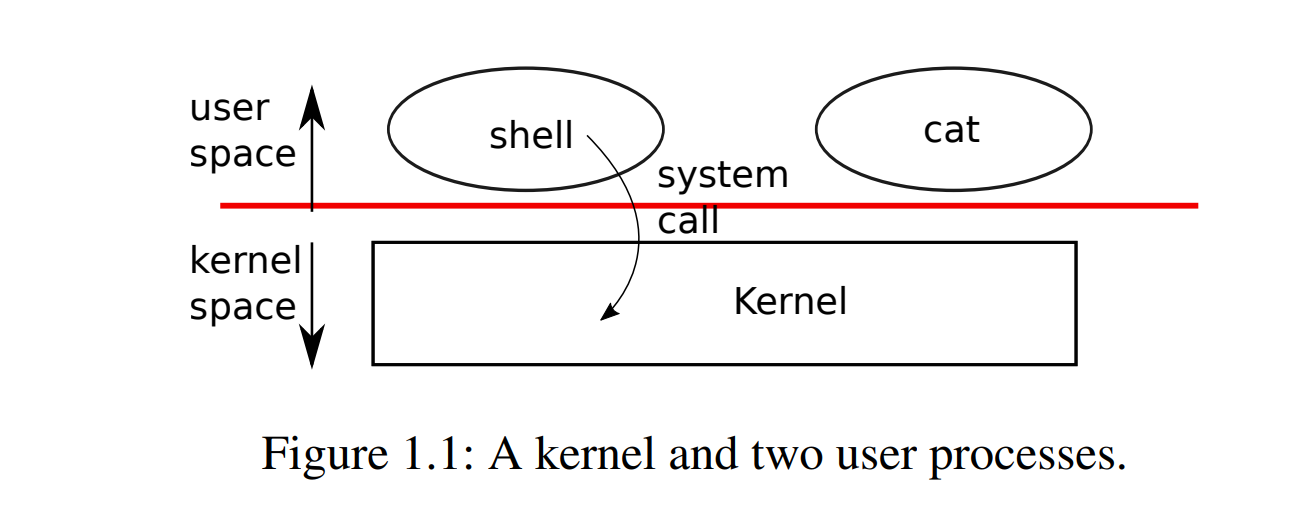 user
space
shell
cat
system
call
kernel
space
Kernel
Figure 1.1: A kernel and two user processes.